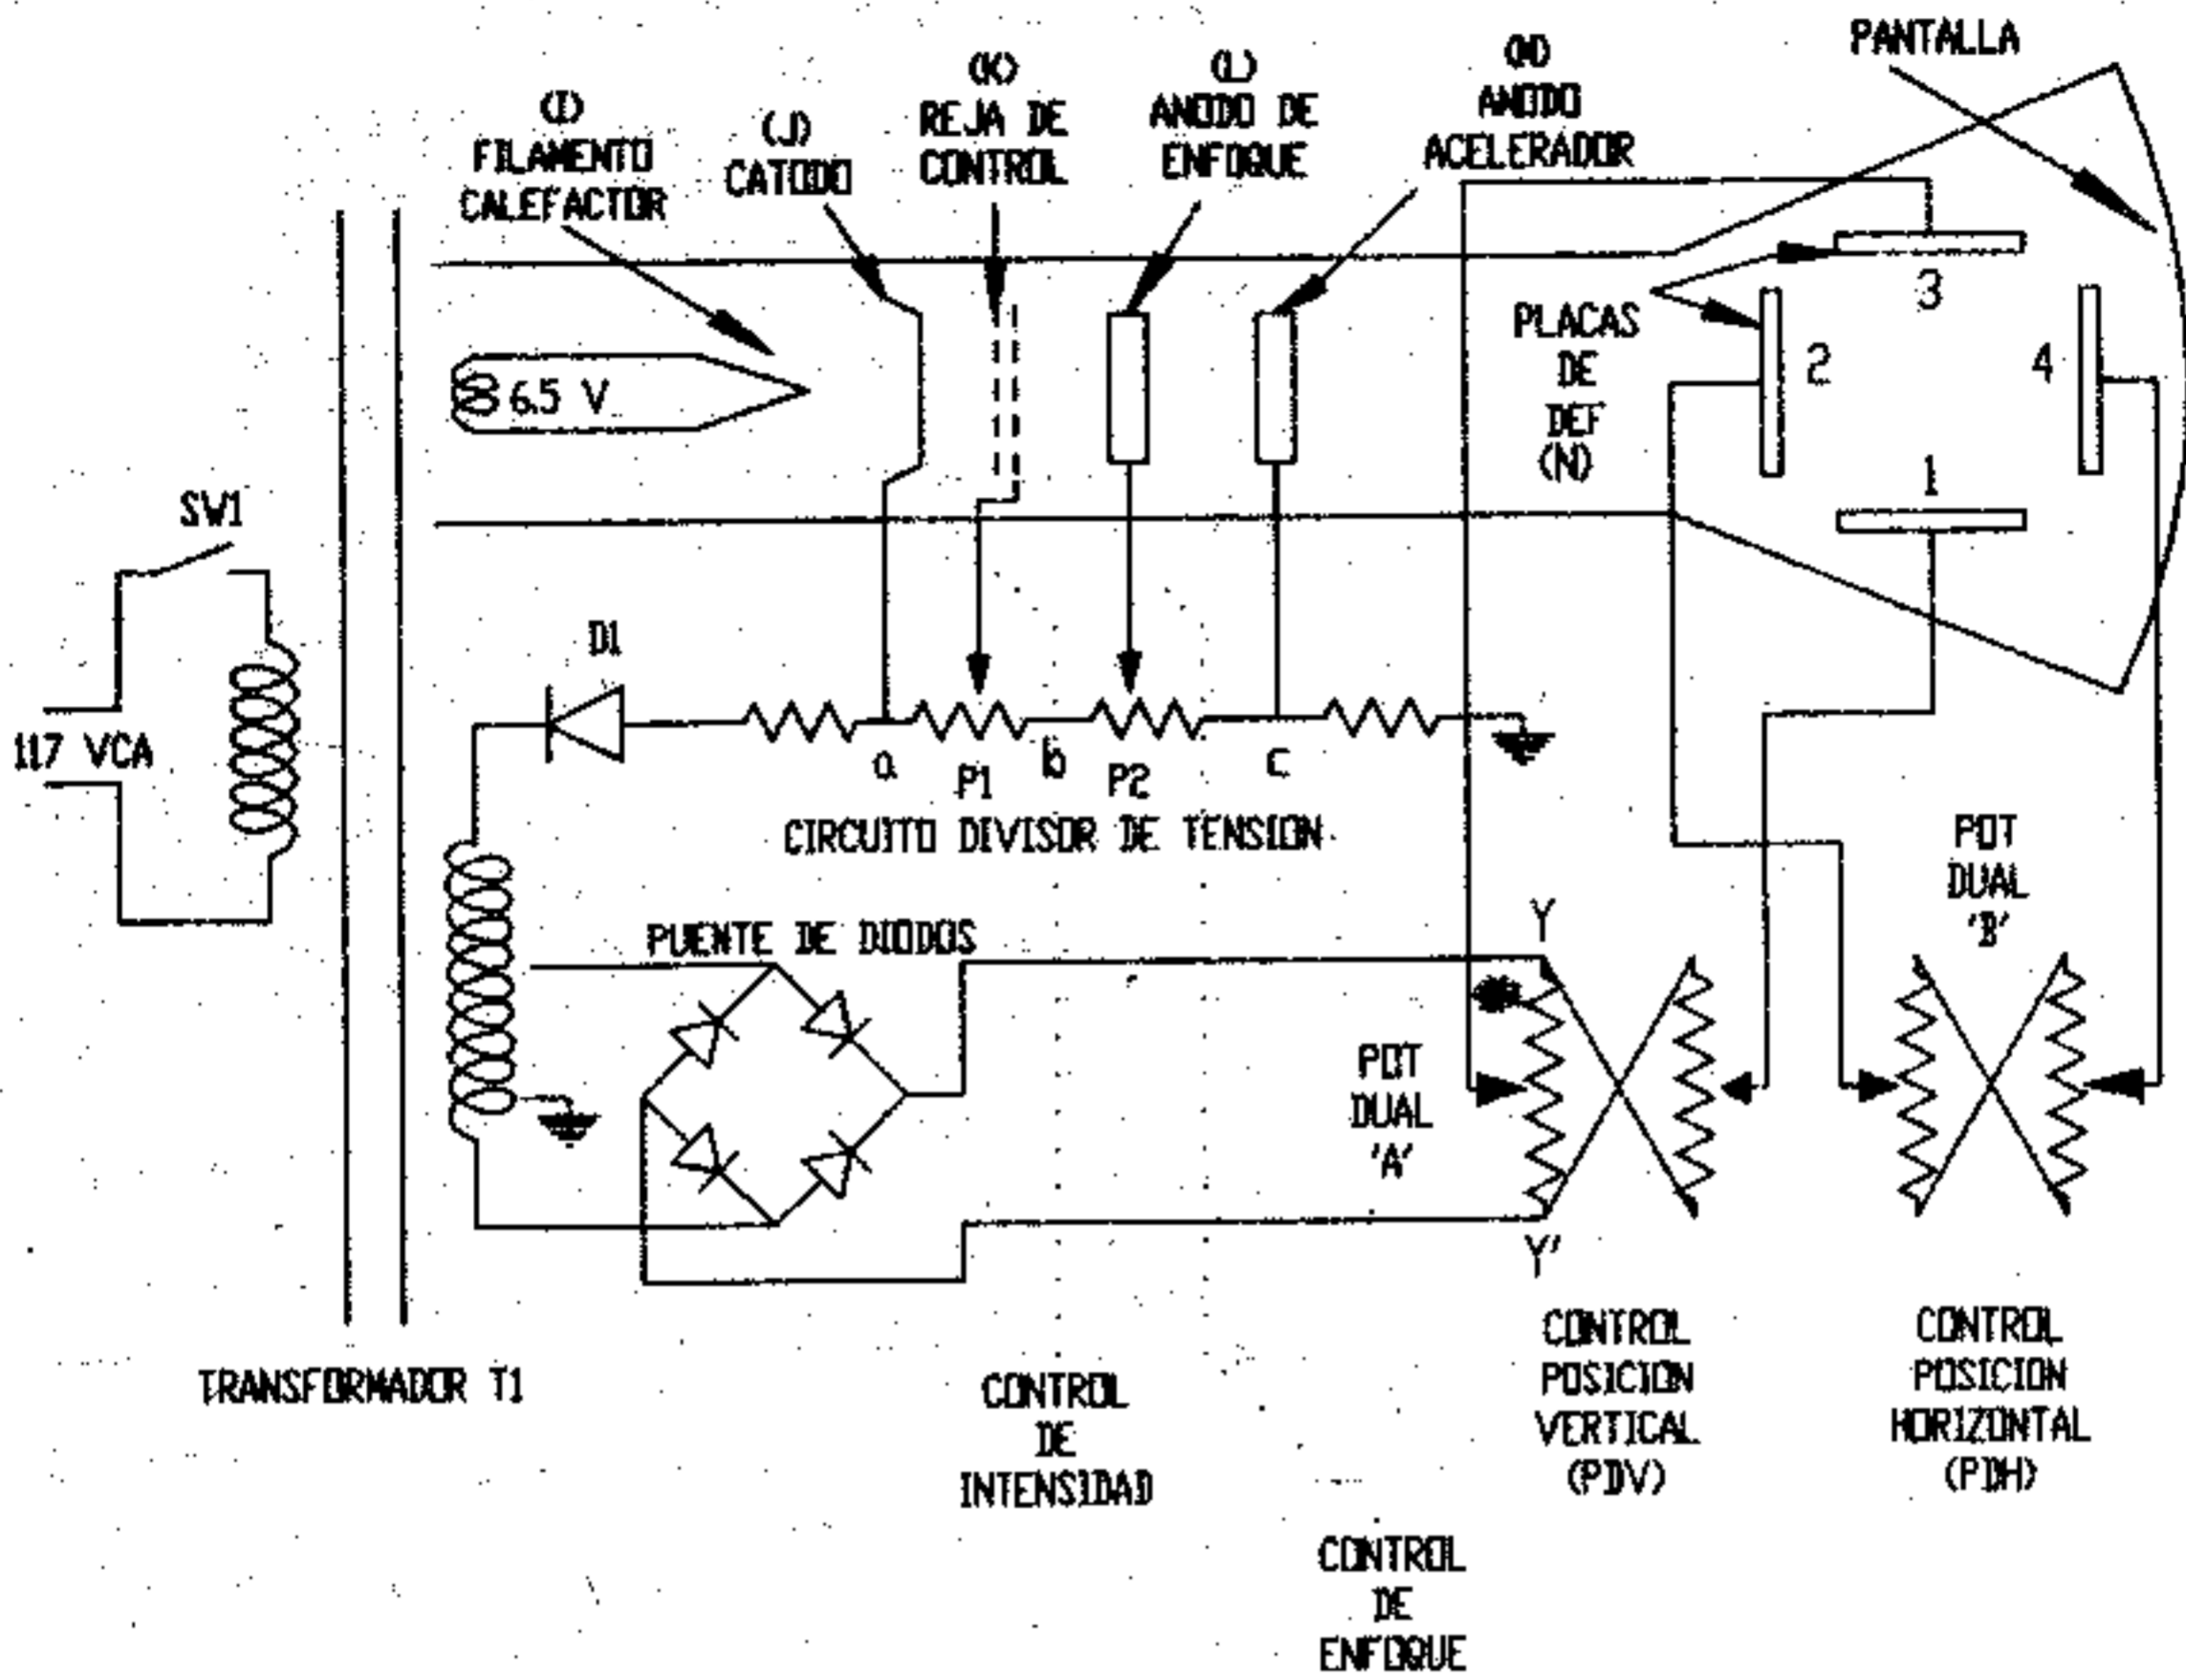 PANTALLA
(I)
FILAMENTO
CALEFACTOR
(J)
CATODO
(K)
REJA DE
CONTROL
(L)
ANODO DE
ENFOQUE
ANODO
ACELERADOR
PLACAS
DE
DEF
(N)
3
2
4
1
6.5 V
SW1
117 VCA
D1
a
P1
b
P2
c
CIRCUITO DIVISOR DE TENSION
PUENTE DE DIODOS
Y
POT
DUAL
'A'
Y'
POT
DUAL
'B'
TRANSFORMADOR T1
CONTROL
DE
INTENSIDAD
CONTROL
DE
ENFOQUE
CONTROL
POSICION
VERTICAL
(PDV)
CONTROL
POSICION
HORIZONTAL
(PDH)